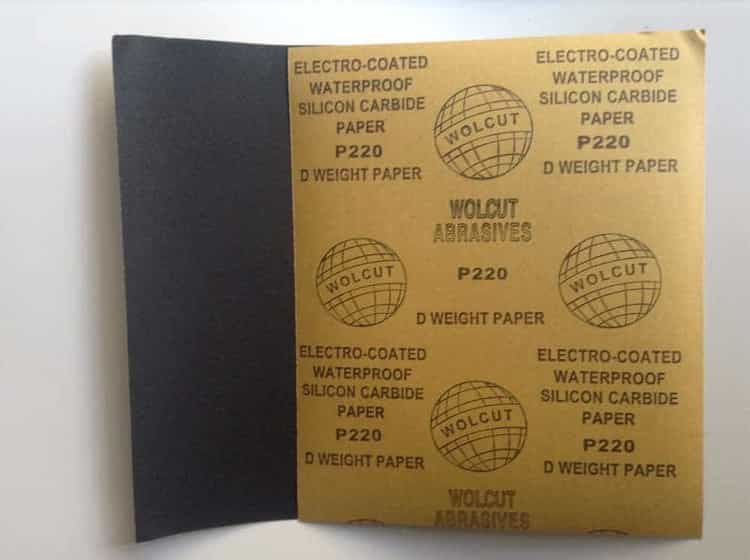 ELECTRO-COATED
WATERPROOF
SILICON CARBIDE
PAPER
P220
D WEIGHT PAPER
WOLCUT
ELECTRO-COATED
WATERPROOF
SILICON CARBIDE
PAPER
P220
D WEIGHT PAPER
WOLCUT
ABRASIVES
WOLCUT
P220
WOLCUT
D WEIGHT PAPER
ELECTRO-COATED
WATERPROOF
SILICON CARBIDE
PAPER
P220
D WEIGHT PAPER
WOLCUT
ELECTRO-COATED
WATERPROOF
SILICON CARBIDE
PAPER
P220
D WEIGHT PAPER
WOLCUT
ABRASIVES